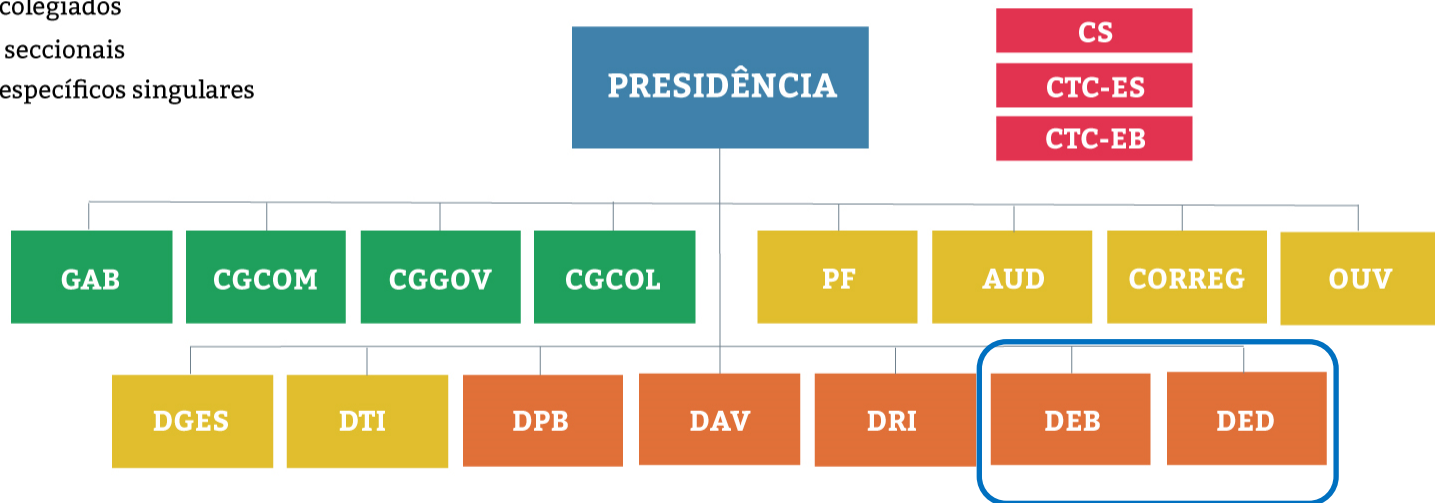 colegiados
seccionais
específicos singulares
PRESIDÊNCIA
CS
CTC-ES
CTC-EB
GAB CGCOM CGGOV CGCOL PF AUD CORREG OUV
DGES DTI DPB DAV DRI DEB DED